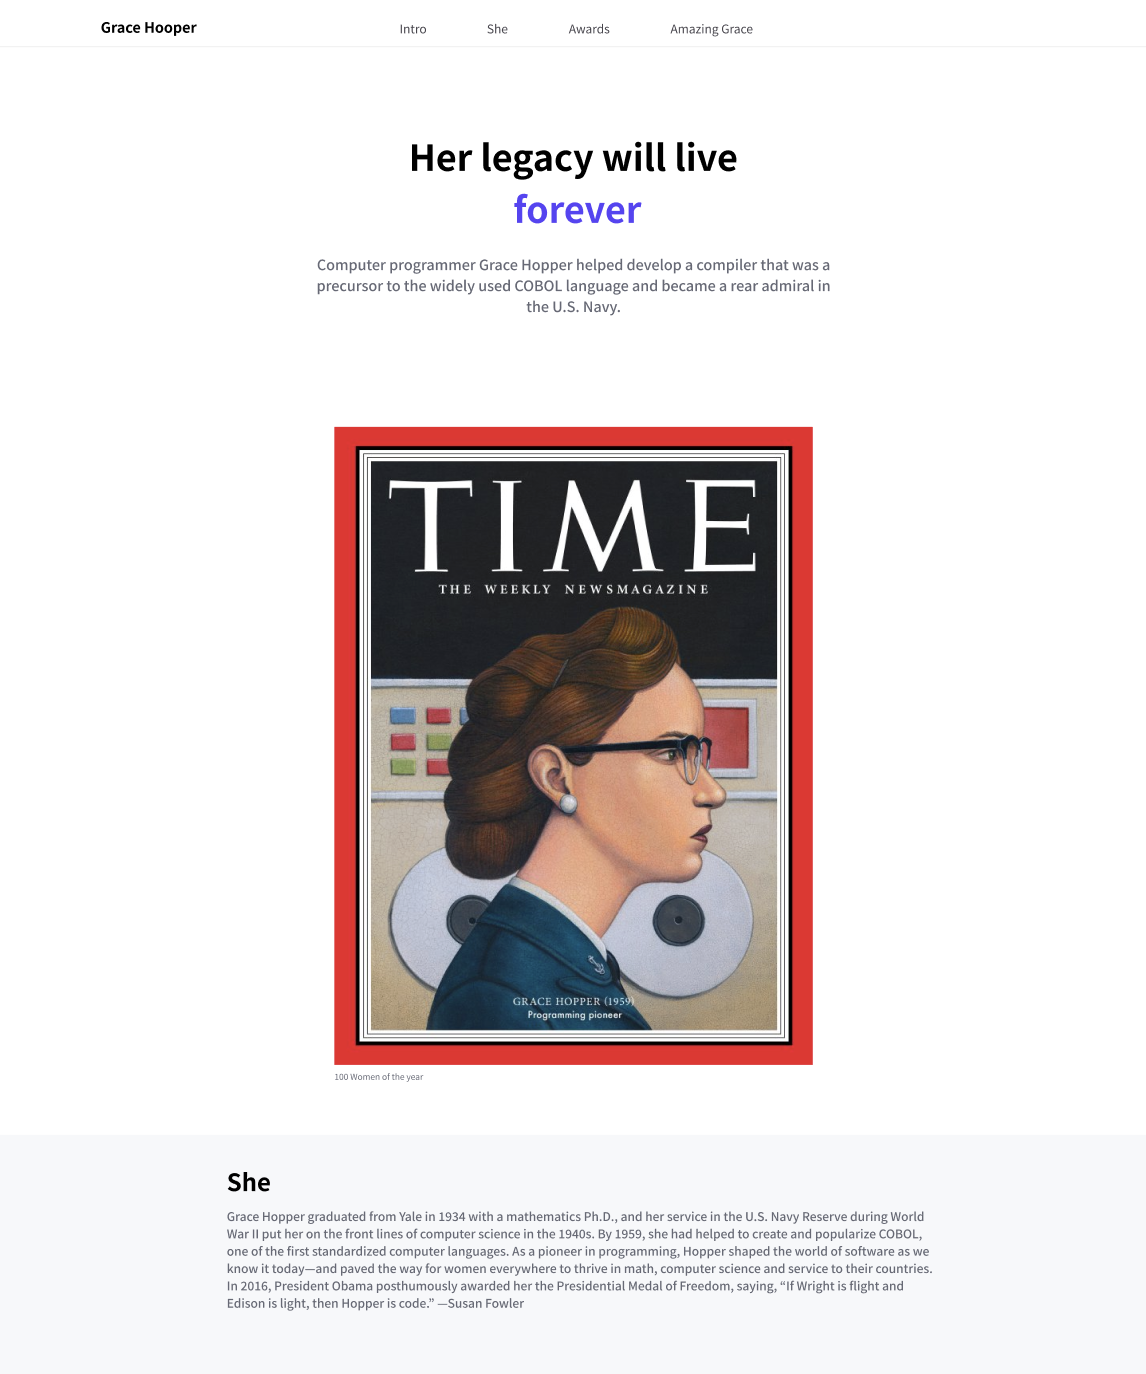 Grace Hooper
Intro
She
Awards
Amazing Grace
Her legacy will live
forever
Computer programmer Grace Hopper helped develop a compiler that was a
precursor to the widely used COBOL language and became a rear admiral in
the U.S. Navy.
TIME
THE WEEKLY NEWSMAGAZINE
GRACE HOPPER (1959)
Programming pioneer
100 Women of the year
She
Grace Hopper graduated from Yale in 1934 with a mathematics Ph.D., and her service in the U.S. Navy Reserve during World
War II put her on the front lines of computer science in the 1940s. By 1959, she had helped to create and popularize COBOL,
one of the first standardized computer languages. As a pioneer in programming, Hopper shaped the world of software as we
know it today—and paved the way for women everywhere to thrive in math, computer science and service to their countries.
In 2016, President Obama posthumously awarded her the Presidential Medal of Freedom, saying, “If Wright is flight and
Edison is light, then Hopper is code.” —Susan Fowler